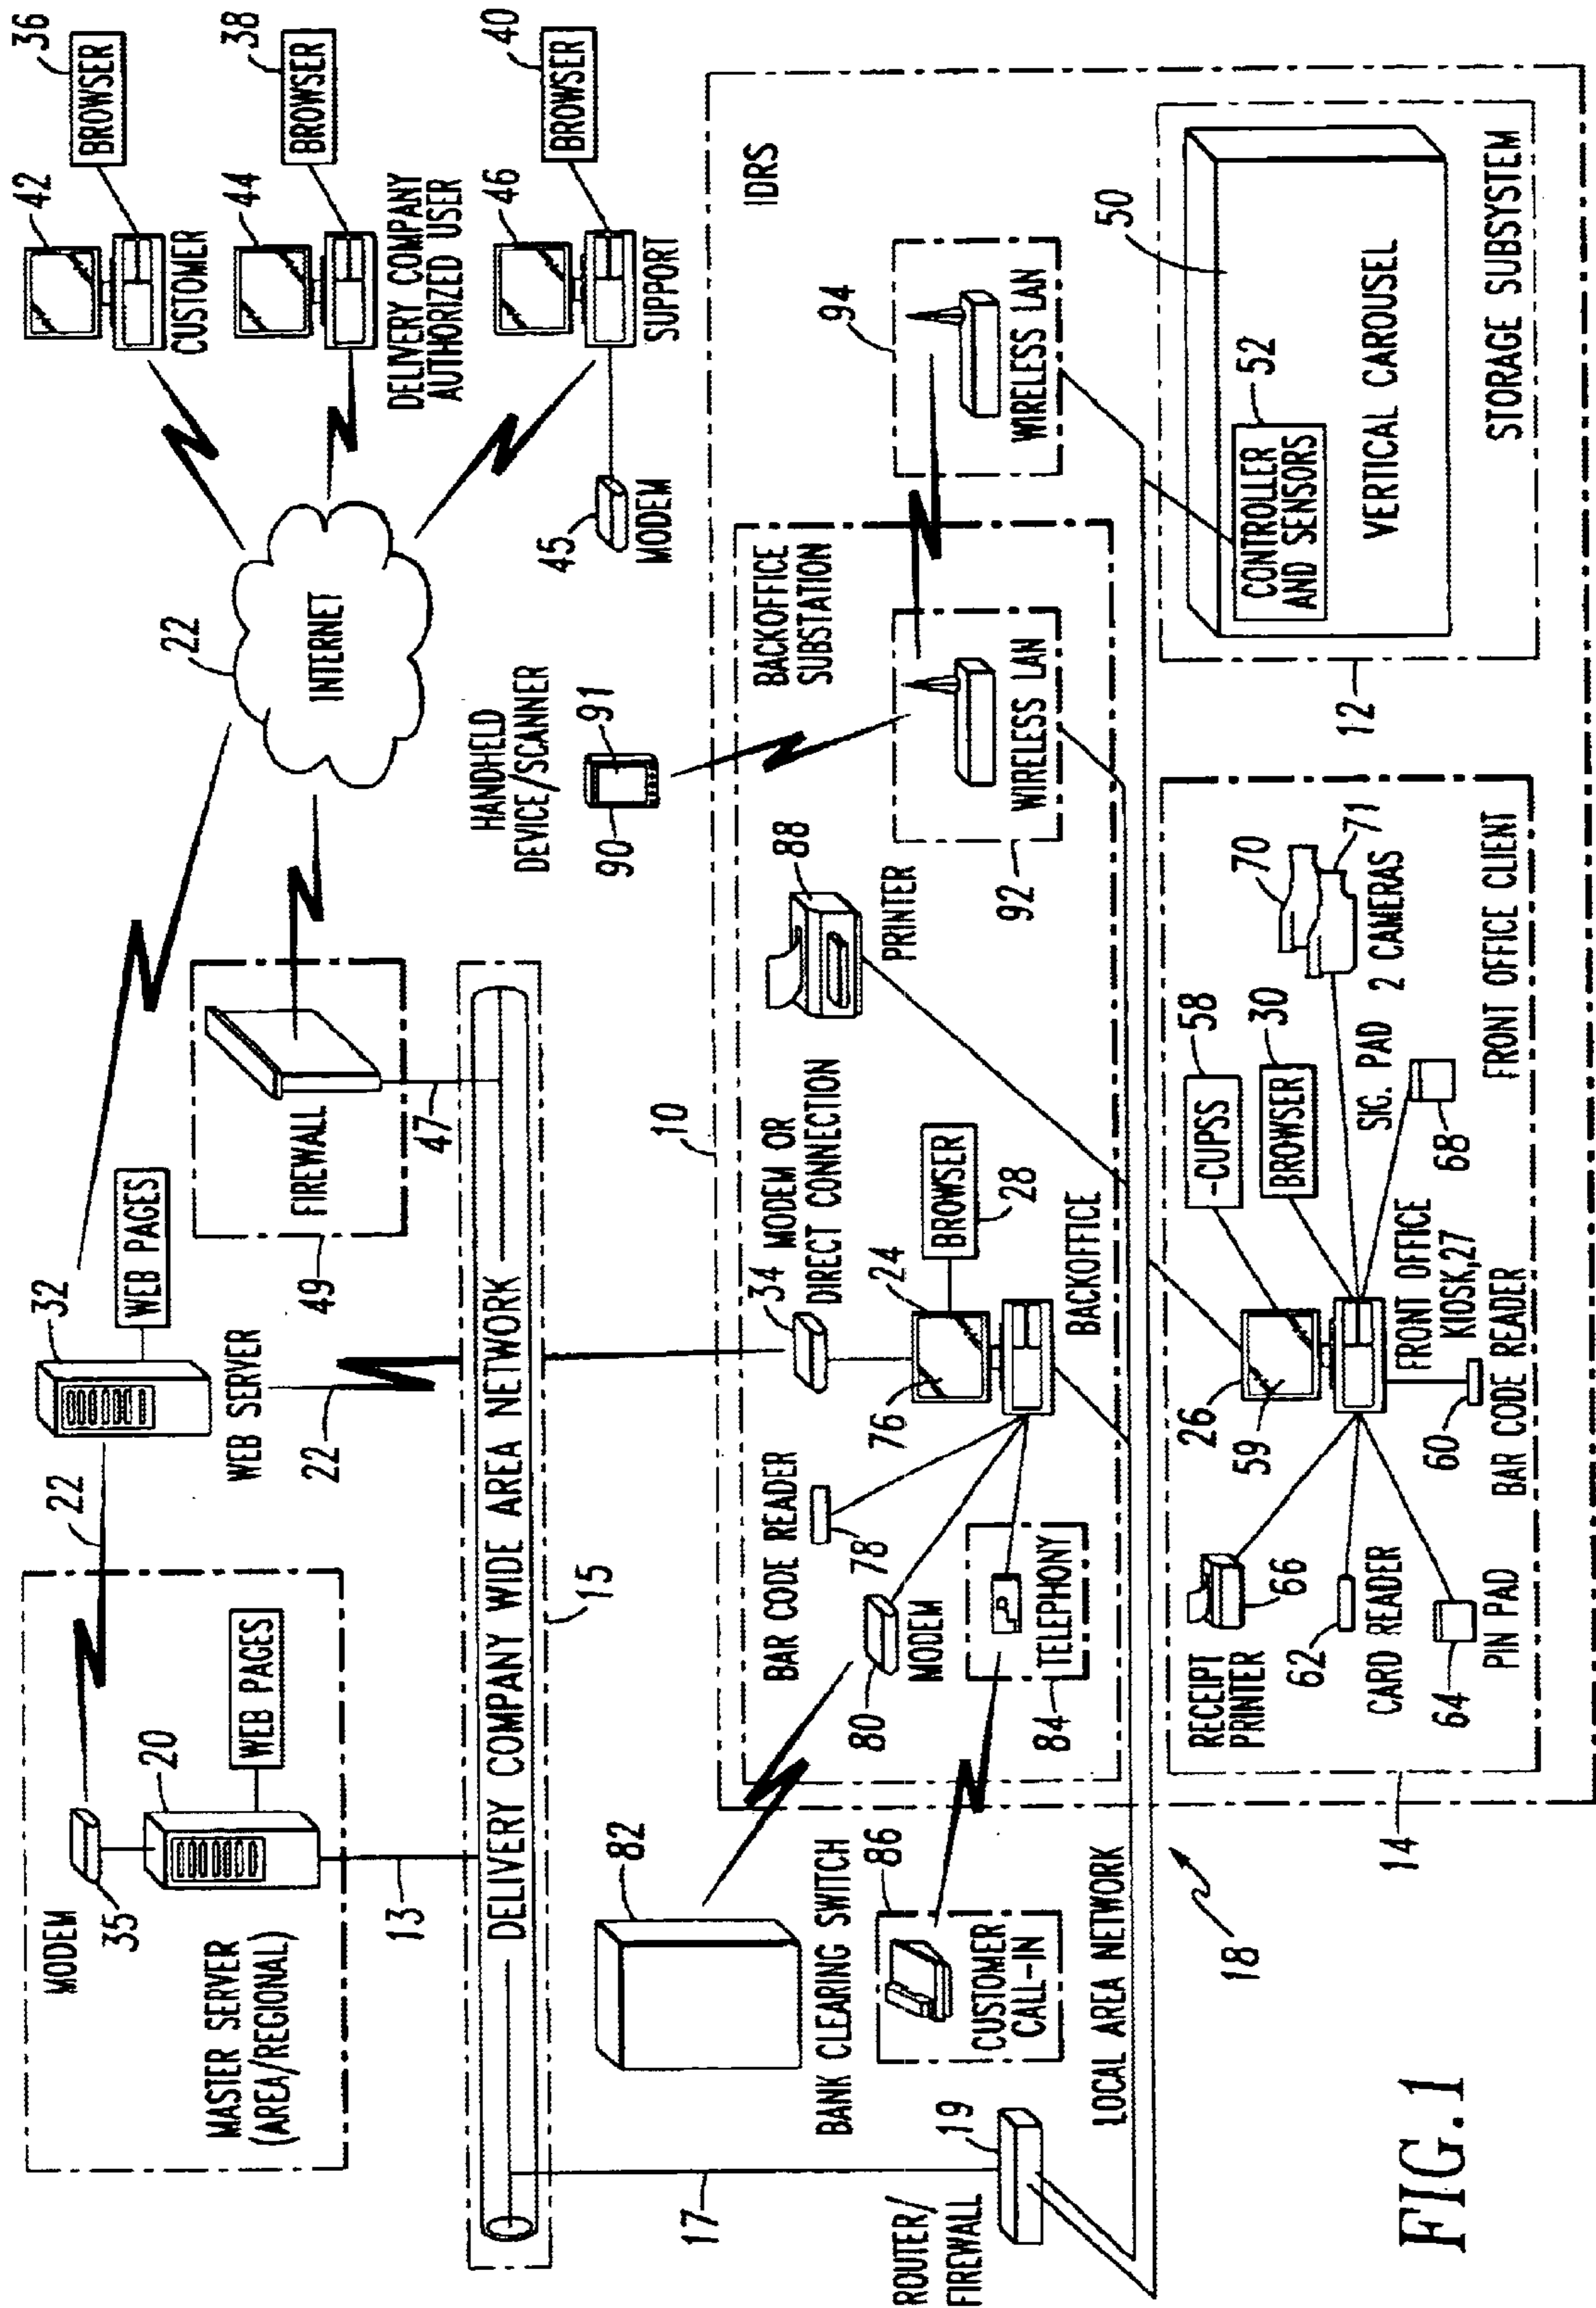 MODEM
35
20
WEB PAGES
MASTER SERVER
(AREA/REGIONAL)
13
22
32
WEB PAGES
WEB SERVER
22
FIREWALL
49
47
22
INTERNET
42
36
BROWSER
CUSTOMER
44
38
BROWSER
DELIVERY COMPANY
AUTHORIZED USER
46
40
BROWSER
SUPPORT
45
MODEM
DELIVERY COMPANY WIDE AREA NETWORK
15
17
ROUTER/
FIREWALL
19
82
BANK CLEARING SWITCH
86
CUSTOMER
CALL-IN
LOCAL AREA NETWORK
18
HANDHELD
DEVICE/SCANNER
90
91
10
IDRS
BACKOFFICE
SUBSTATION
BAR CODE READER
78
80
MODEM
84
TELEPHONY
34
MODEM OR
DIRECT CONNECTION
76
24
BROWSER
28
BACKOFFICE
88
PRINTER
92
WIRELESS LAN
94
WIRELESS LAN
14
RECEIPT
PRINTER
66
62
CARD READER
64
PIN PAD
26
59
58
-CUPSS
30
BROWSER
FRONT OFFICE
KIOSK,27
60
BAR CODE READER
SIG. PAD
68
70
71
2 CAMERAS
FRONT OFFICE CLIENT
12
50
52
CONTROLLER
AND SENSORS
VERTICAL CAROUSEL
STORAGE SUBSYSTEM
FIG.1